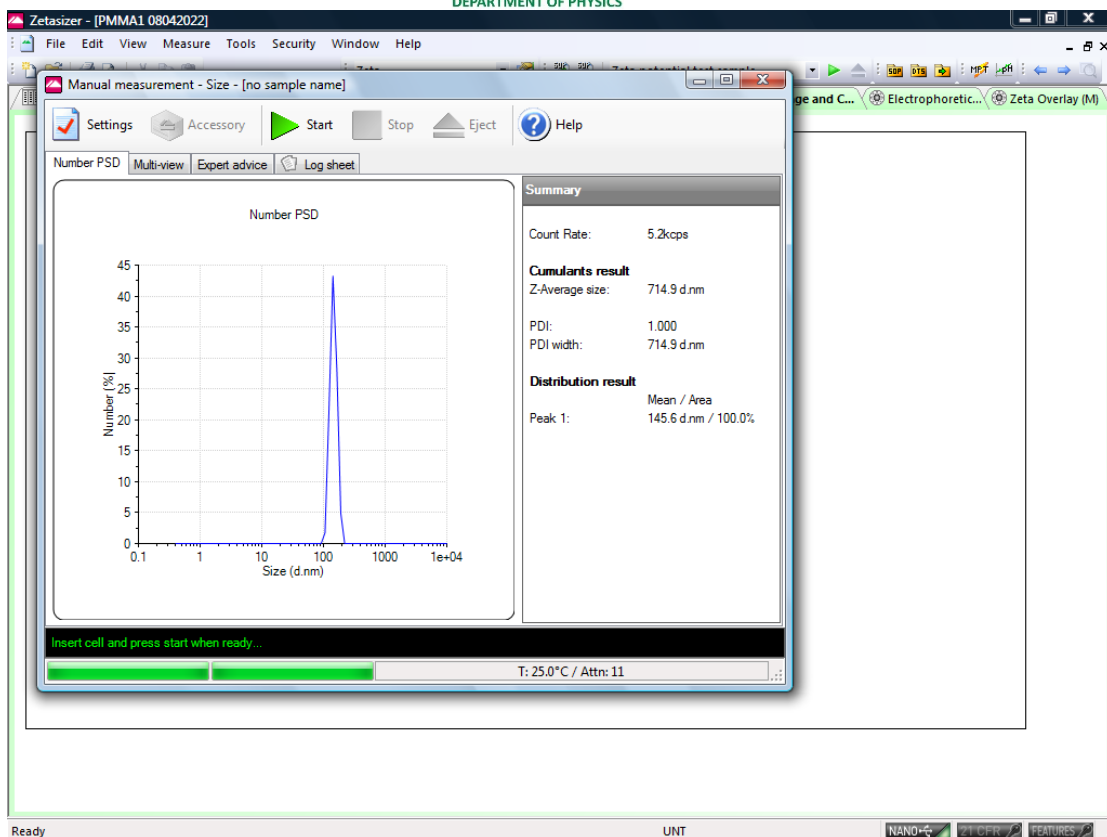 DEPARTMENT OF PHYSICS
Zetasizer - [PMMA1 08042022]
File Edit View Measure Tools Security Window Help
Manual measurement - Size - [no sample name]
ge and C... Electrophoretic... Zeta Overlay (M)
Settings Accessory Start Stop Eject Help
Number PSD Multi-view Expert advice Log sheet
Number PSD
45
40
35
30
25
20
15
10
5
0
Number (%)
0.1 1 10 100 1000 1e+04
Size (d.nm)
Summary
Count Rate: 5.2kcps
Cumulants result
Z-Average size: 714.9 d.nm
PDI: 1.000
PDI width: 714.9 d.nm
Distribution result
Mean / Area
Peak 1: 145.6 d.nm / 100.0%
Insert cell and press start when ready...
T: 25.0°C / Attn: 11
Ready UNT NANO 21 CFR FEATURES